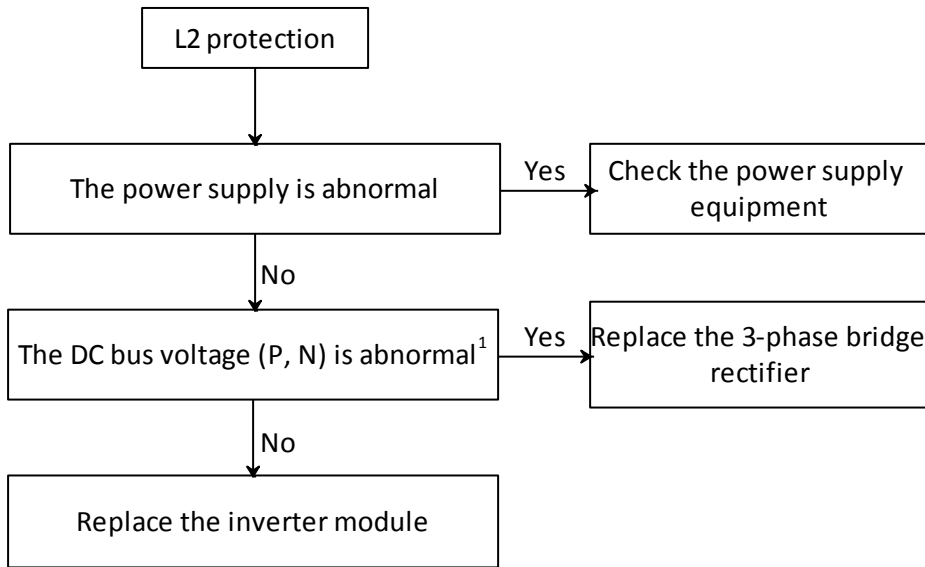 L2 protection
The power supply is abnormal
Yes
Check the power supply
equipment
No
The DC bus voltage (P, N) is abnormal¹
Yes
Replace the 3-phase bridge
rectifier
No
Replace the inverter module